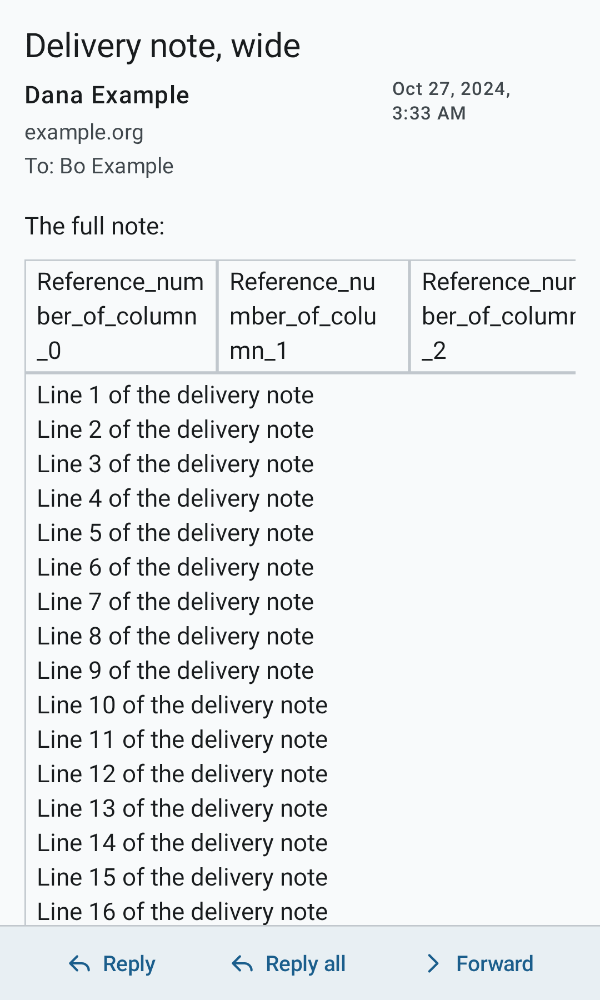 Delivery note, wide
Dana Example
Oct 27, 2024,
3:33 AM
example.org
To: Bo Example
The full note:
Reference_num
ber_of_column
_0
Reference_nu
mber_of_colu
mn_1
Reference_nur
ber_of_column
_2
Line 1 of the delivery note
Line 2 of the delivery note
Line 3 of the delivery note
Line 4 of the delivery note
Line 5 of the delivery note
Line 6 of the delivery note
Line 7 of the delivery note
Line 8 of the delivery note
Line 9 of the delivery note
Line 10 of the delivery note
Line 11 of the delivery note
Line 12 of the delivery note
Line 13 of the delivery note
Line 14 of the delivery note
Line 15 of the delivery note
Line 16 of the delivery note
Reply
Reply all
Forward